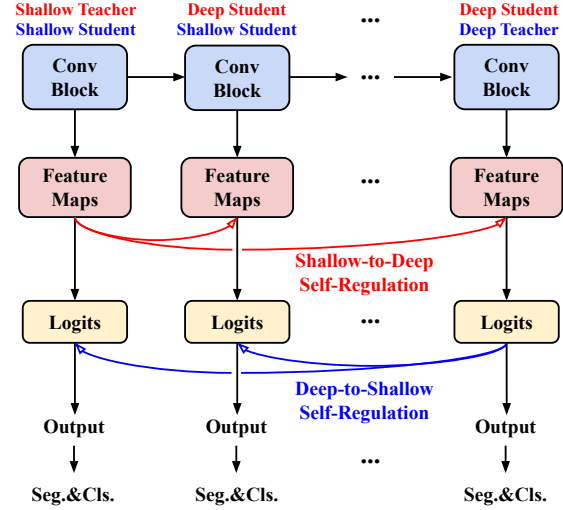 Shallow Teacher Deep Student ... Deep Student
Shallow Student Shallow Student Deep Teacher
Conv Conv ... Conv
Block Block Block
Feature Feature ... Feature
Maps Maps Maps
Shallow-to-Deep
Self-Regulation
Logits Logits ... Logits
Deep-to-Shallow
Self-Regulation
Output Output Output
...
Seg.&Cls. Seg.&Cls. Seg.&Cls.